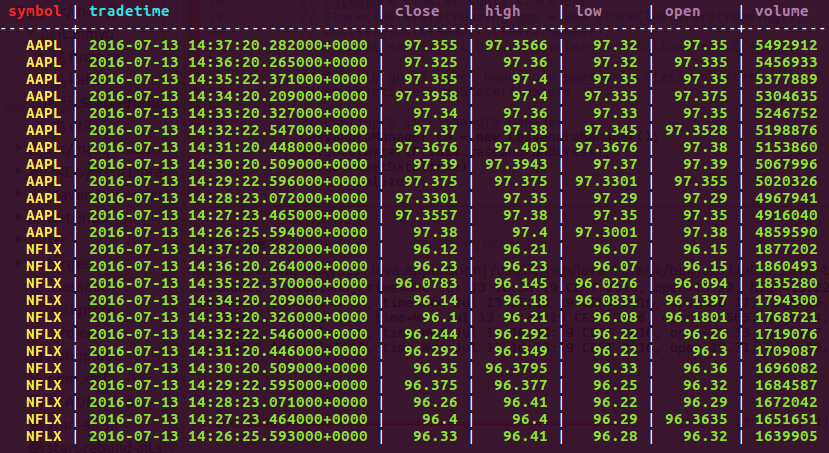 symbol | tradetime | close | high | low | open | volume
AAPL | 2016-07-13 14:37:20.282000+0000 | 97.355 | 97.3566 | 97.32 | 97.35 | 5492912
AAPL | 2016-07-13 14:36:20.265000+0000 | 97.325 | 97.36 | 97.32 | 97.335 | 5456933
AAPL | 2016-07-13 14:35:22.371000+0000 | 97.355 | 97.4 | 97.35 | 97.4 | 5377889
AAPL | 2016-07-13 14:34:20.209000+0000 | 97.3958 | 97.4 | 97.335 | 97.375 | 5304635
AAPL | 2016-07-13 14:33:20.327000+0000 | 97.34 | 97.36 | 97.33 | 97.35 | 5246752
AAPL | 2016-07-13 14:32:22.547000+0000 | 97.37 | 97.38 | 97.345 | 97.3528 | 5198876
AAPL | 2016-07-13 14:31:20.448000+0000 | 97.3676 | 97.405 | 97.3676 | 97.38 | 5153860
AAPL | 2016-07-13 14:30:20.509000+0000 | 97.39 | 97.3943 | 97.37 | 97.39 | 5067996
AAPL | 2016-07-13 14:29:22.596000+0000 | 97.375 | 97.375 | 97.3301 | 97.355 | 5020326
AAPL | 2016-07-13 14:28:23.072000+0000 | 97.3301 | 97.35 | 97.29 | 97.29 | 4967941
AAPL | 2016-07-13 14:27:23.465000+0000 | 97.3557 | 97.38 | 97.35 | 97.35 | 4916040
AAPL | 2016-07-13 14:26:25.594000+0000 | 97.38 | 97.4 | 97.3001 | 97.38 | 4859590
NFLX | 2016-07-13 14:37:20.282000+0000 | 96.12 | 96.21 | 96.07 | 96.15 | 1877202
NFLX | 2016-07-13 14:36:20.264000+0000 | 96.23 | 96.23 | 96.07 | 96.15 | 1860493
NFLX | 2016-07-13 14:35:22.370000+0000 | 96.0783 | 96.145 | 96.0276 | 96.094 | 1835280
NFLX | 2016-07-13 14:34:20.209000+0000 | 96.14 | 96.18 | 96.0831 | 96.1397 | 1794300
NFLX | 2016-07-13 14:33:20.326000+0000 | 96.1 | 96.21 | 96.08 | 96.1801 | 1768721
NFLX | 2016-07-13 14:32:22.546000+0000 | 96.244 | 96.292 | 96.22 | 96.26 | 1719076
NFLX | 2016-07-13 14:31:20.446000+0000 | 96.292 | 96.349 | 96.22 | 96.3 | 1709087
NFLX | 2016-07-13 14:30:20.509000+0000 | 96.35 | 96.3795 | 96.33 | 96.36 | 1696082
NFLX | 2016-07-13 14:29:22.595000+0000 | 96.375 | 96.377 | 96.25 | 96.32 | 1684587
NFLX | 2016-07-13 14:28:23.071000+0000 | 96.26 | 96.41 | 96.22 | 96.29 | 1672042
NFLX | 2016-07-13 14:27:23.464000+0000 | 96.4 | 96.4 | 96.29 | 96.3635 | 1651651
NFLX | 2016-07-13 14:26:25.593000+0000 | 96.33 | 96.41 | 96.28 | 96.32 | 1639905